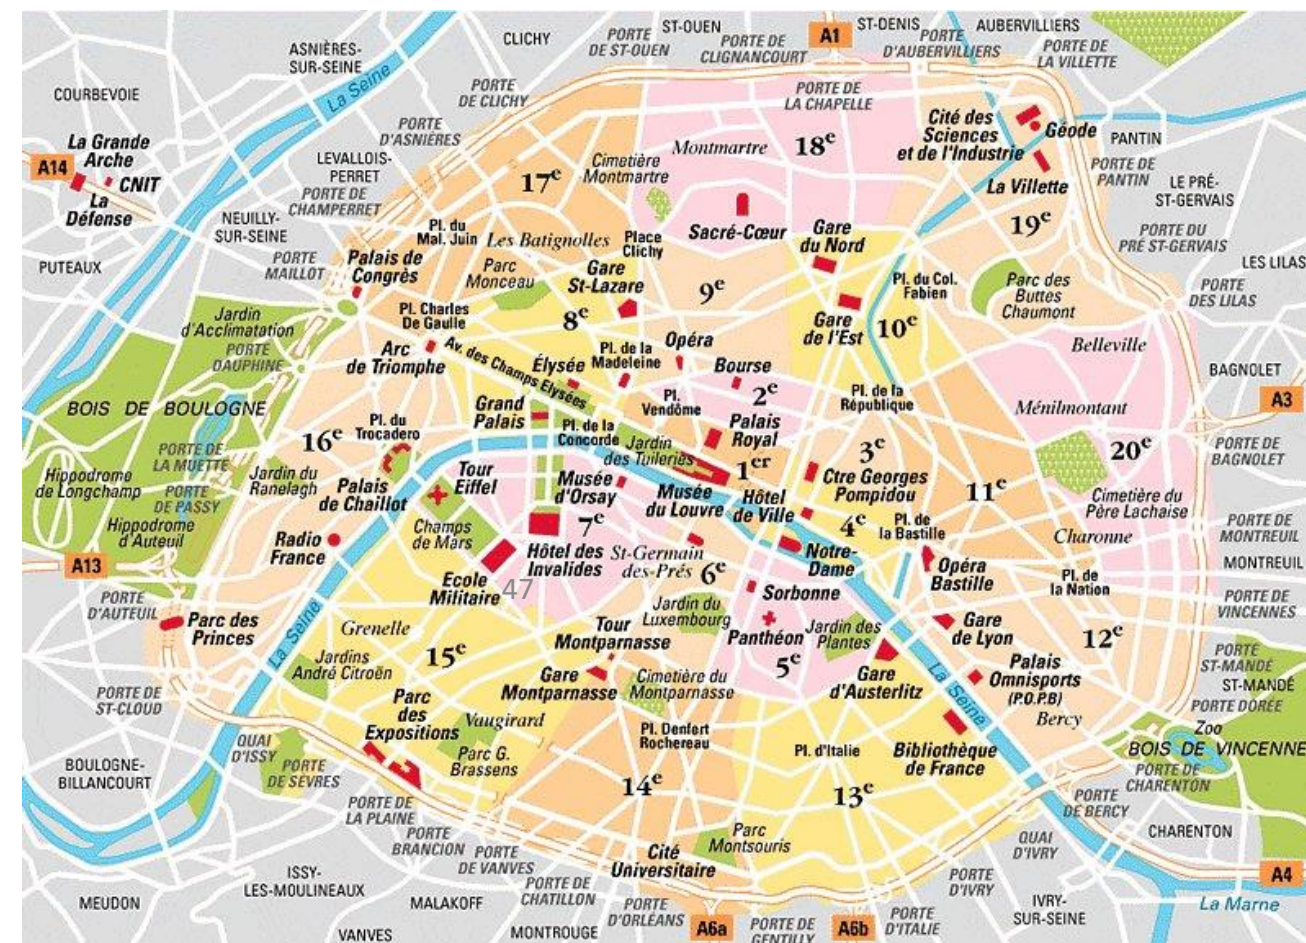 ST-OUEN
ST-DENIS
AUBERVILLIERS
CLICHY
PORTE
DE ST-OUEN
PORTE DE
CLIGNANCOURT
A1
PORTE
D'AUBERVILLIERS
PORTE DE
LA VILLETTE
ASNIÈRES-
SUR-SEINE
La Seine
PORTE
DE CLICHY
PORTE DE
LA CHAPELLE
COURBEVOIE
PORTE
D'ASNIÈRES
Cité des
Sciences
et de l'Industrie
Géode
PANTIN
La Grande
Arche
A14
CNIT
La
Défense
LEVALLOIS-
PERRET
PORTE DE
CHAMPERRET
17e
Cimetière
Montmartre
Montmartre
18e
La Villette
PORTE DE
PANTIN
LE PRÉ-
ST-GERVAIS
NEUILLY-
SUR-SEINE
Pl. du
Mal. Juin
Les Batignolles
Place
Clichy
Sacré-Cœur
Gare
du Nord
19e
PORTE DU
PRÉ ST-GERVAIS
PUTEAUX
PORTE
MAILLOT
Palais de
Congrès
Parc
Monceau
Gare
St-Lazare
9e
Pl. du Col.
Fabien
Parc des
Buttes
Chaumont
LES LILAS
PORTE
DES LILAS
Jardin
d'Acclimatation
Pl. Charles
De Gaulle
8e
Gare
de l'Est
10e
PORTE
DAUPHINE
Arc
de Triomphe
Av. des Champs Elysées
Élysée
Pl. de la
Madeleine
Opéra
Bourse
Belleville
BAGNOLET
BOIS DE BOULOGNE
Grand
Palais
Pl.
Vendôme
2e
Pl. de la
République
Ménilmontant
A3
16e
Pl. du
Trocadero
Pl. de la
Concorde
Jardin
des Tuileries
Palais
Royal
3e
20e
PORTE DE
BAGNOLET
PORTE DE
LA MUETTE
Hippodrome
de Longchamp
Jardin du
Ranelagh
Palais
de Chaillot
Tour
Eiffel
Musée
d'Orsay
1er
Musée
du Louvre
Hôtel
de Ville
Ctre Georges
Pompidou
11e
Cimetière du
Père Lachaise
PORTE
DE PASSY
Hippodrome
d'Auteuil
Radio
France
Champs
de Mars
7e
Hôtel des
Invalides
St-Germain
des-Prés
4e
Pl. de
la Bastille
Charonne
PORTE DE
MONTREUIL
MONTREUIL
A13
Ecole
Militaire
47
6e
Notre-
Dame
Opéra
Bastille
Pl. de
la Nation
PORTE
D'AUTEUIL
Parc des
Princes
La Seine
Grenelle
Tour
Montparnasse
Jardin du
Luxembourg
Sorbonne
Panthéon
Jardin des
Plantes
Gare
de Lyon
12e
PORTE DE
VINCENNES
Jardins
André Citroën
15e
Gare
Montparnasse
Cimetière du
Montparnasse
5e
Gare
d'Austerlitz
La Seine
Palais
Omnisports
(P.O.P.B)
PORTE
ST-MANDÉ
ST-MANDÉ
PORTE DE
ST-CLOUD
Parc
des
Expositions
Vaugirard
Pl. Denfert
Rochereau
Pl. d'Italie
Bibliothèque
de France
Bercy
PORTE DORÉE
Zoo
BOIS DE VINCENNE
QUAI
D'ISSY
PORTE
DE SEVRES
Parc G.
Brassens
BOULOGNE-
BILLANCOURT
14e
13e
PORTE DE
CHARENTON
PORTE
DE BERCY
PORTE DE
LA PLAINE
PORTE
BRANCION
PORTE
DE VANVES
Cité
Universitaire
Parc
Montsouris
QUAI
D'IVRY
CHARENTON
ISSY-
LES-MOULINEAUX
PORTE DE
CHATILLON
PORTE
D'IVRY
A4
MEUDON
MALAKOFF
PORTE
D'ORLÉANS
A6a
PORTE DE
GENTILLY
A6b
PORTE
D'ITALIE
IVRY-
SUR-SEINE
La Marne
VANVES
MONTROUGE